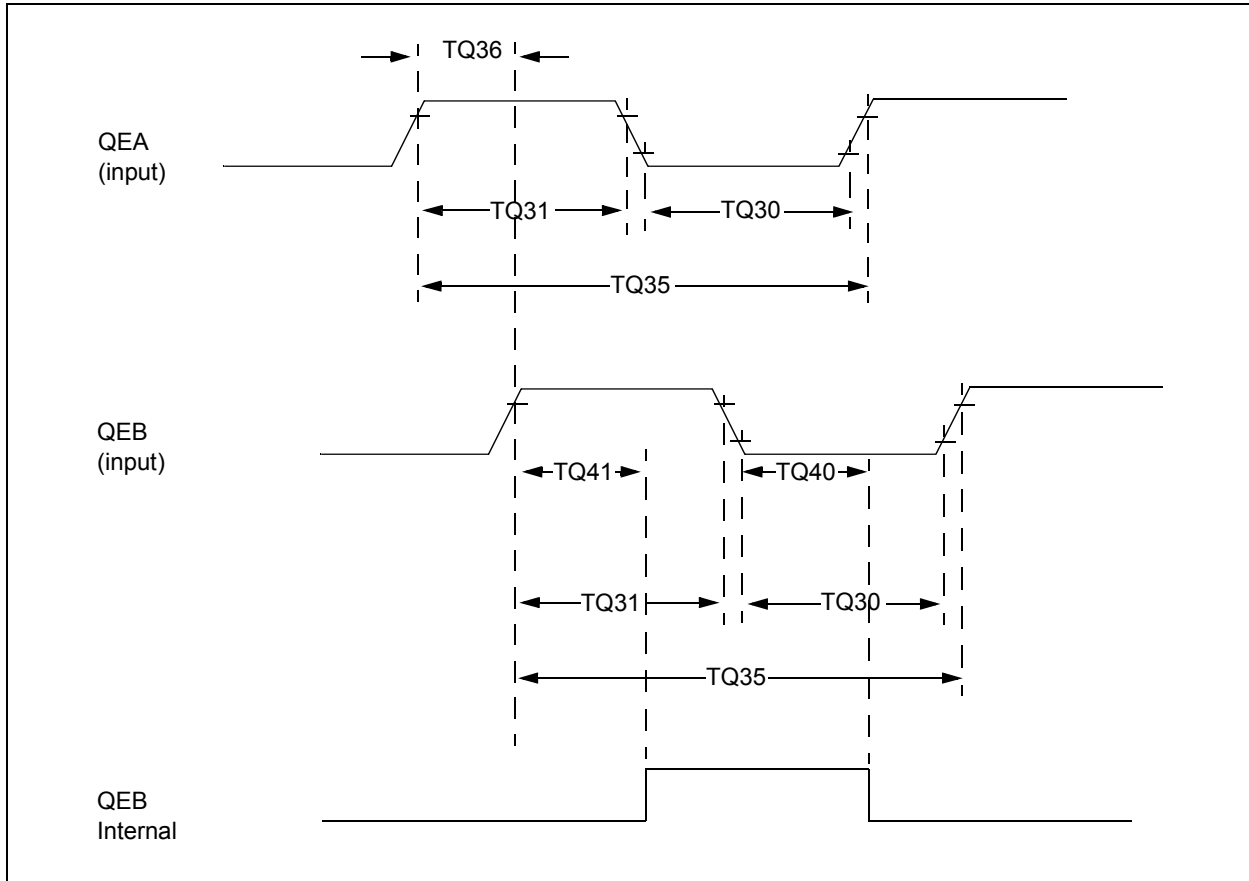 TQ36
QEA
(input)
TQ31
TQ30
TQ35
QEB
(input)
TQ41
TQ40
TQ31
TQ30
TQ35
QEB
Internal